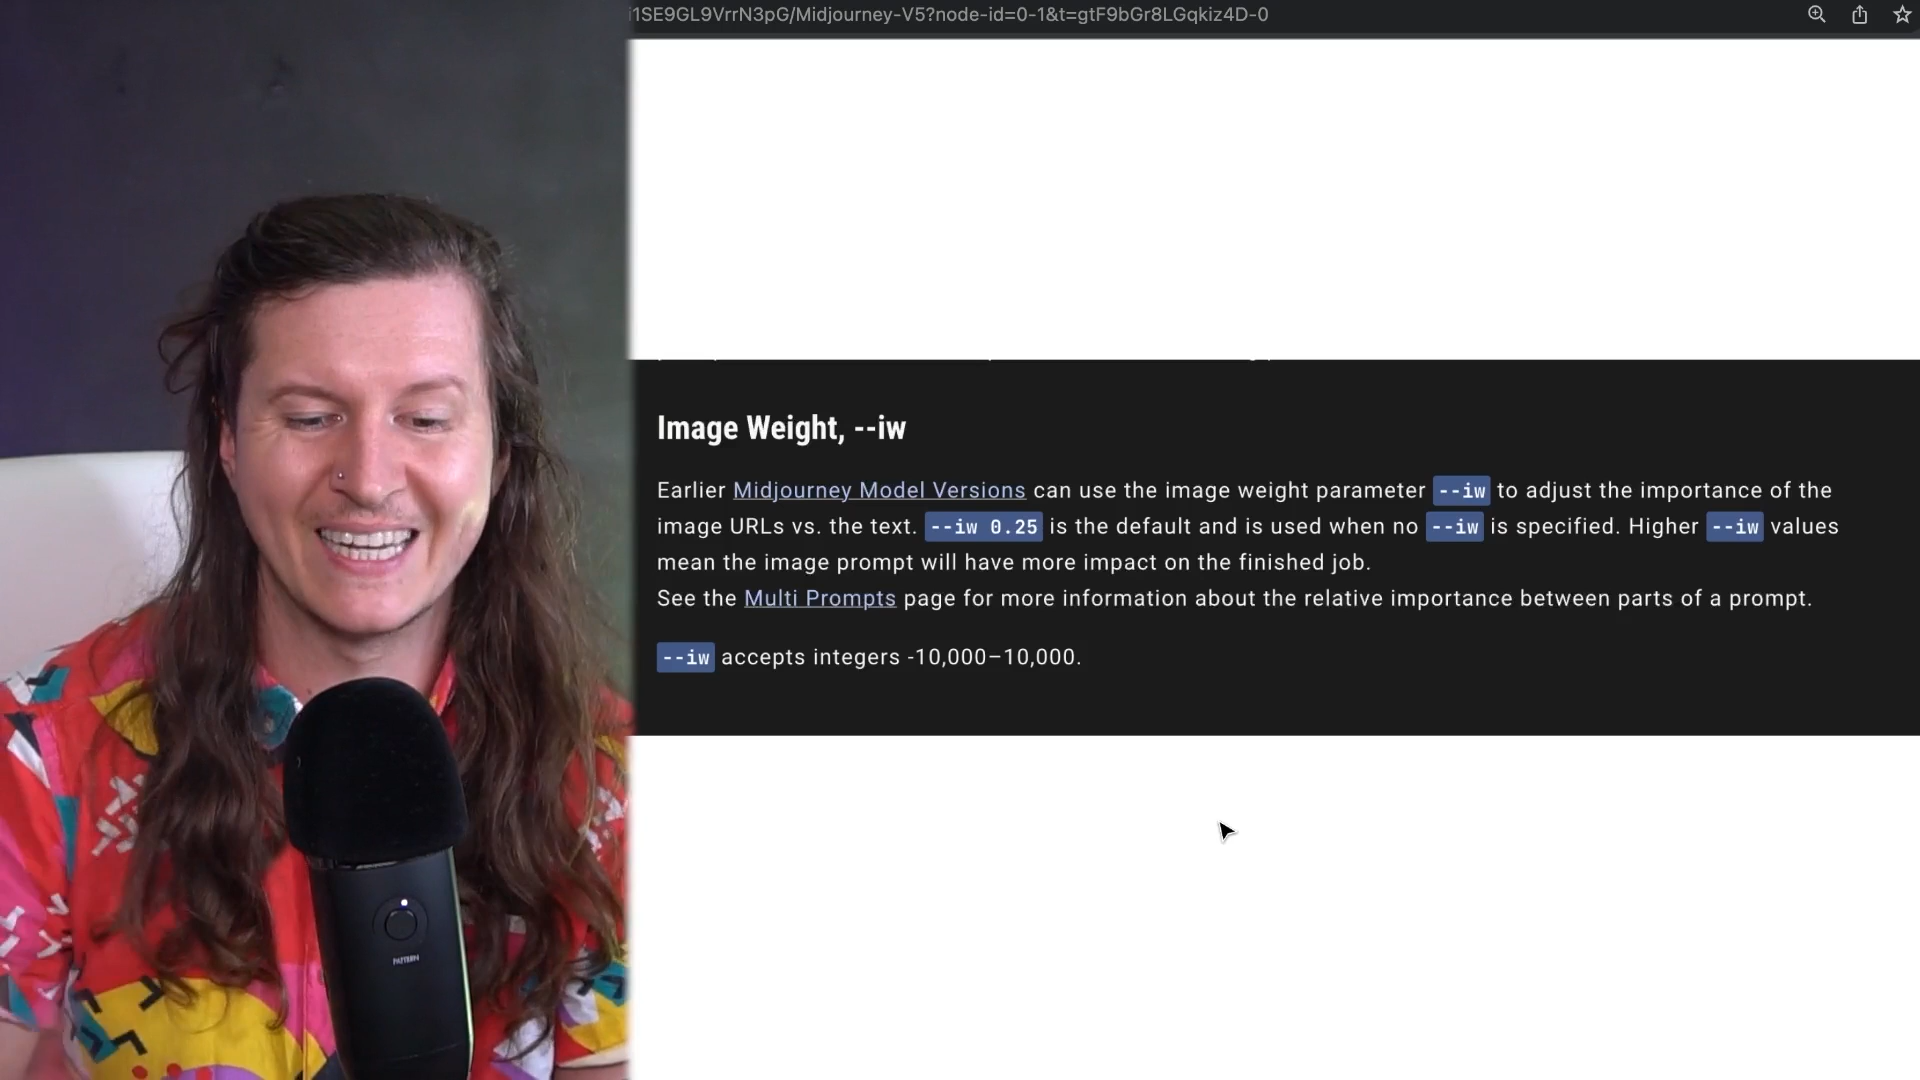 i1SE9GL9VrrN3pG/Midjourney-V5?node-id=0-1&t=gtF9bGr8LGqkiz4D-0
Image Weight, --iw
Earlier Midjourney Model Versions can use the image weight parameter --iw to adjust the importance of the
image URLs vs. the text. --iw 0.25 is the default and is used when no --iw is specified. Higher --iw values
mean the image prompt will have more impact on the finished job.
See the Multi Prompts page for more information about the relative importance between parts of a prompt.
--iw accepts integers -10,000–10,000.
PATTERN